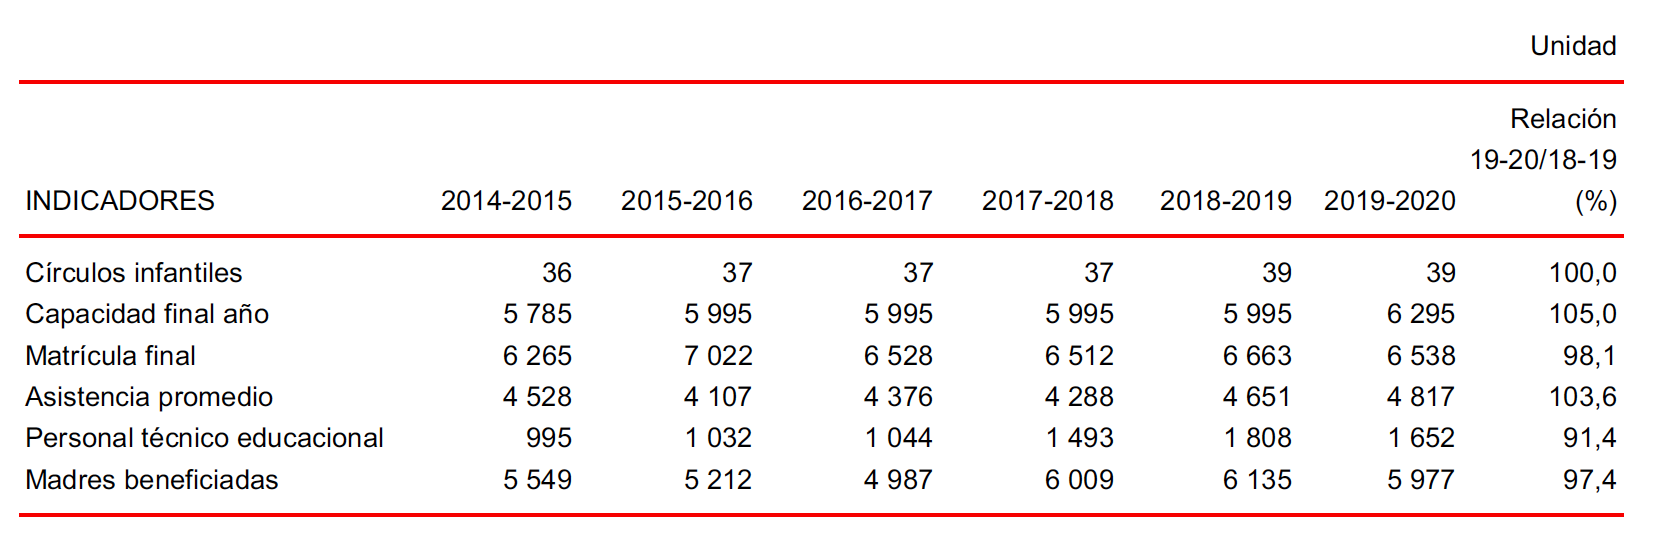 Unidad
Relación
19-20/18-19
INDICADORES 2014-2015 2015-2016 2016-2017 2017-2018 2018-2019 2019-2020 (%)
Círculos infantiles 36 37 37 37 39 39 100,0
Capacidad final año 5 785 5 995 5 995 5 995 5 995 6 295 105,0
Matrícula final 6 265 7 022 6 528 6 512 6 663 6 538 98,1
Asistencia promedio 4 528 4 107 4 376 4 288 4 651 4 817 103,6
Personal técnico educacional 995 1 032 1 044 1 493 1 808 1 652 91,4
Madres beneficiadas 5 549 5 212 4 987 6 009 6 135 5 977 97,4